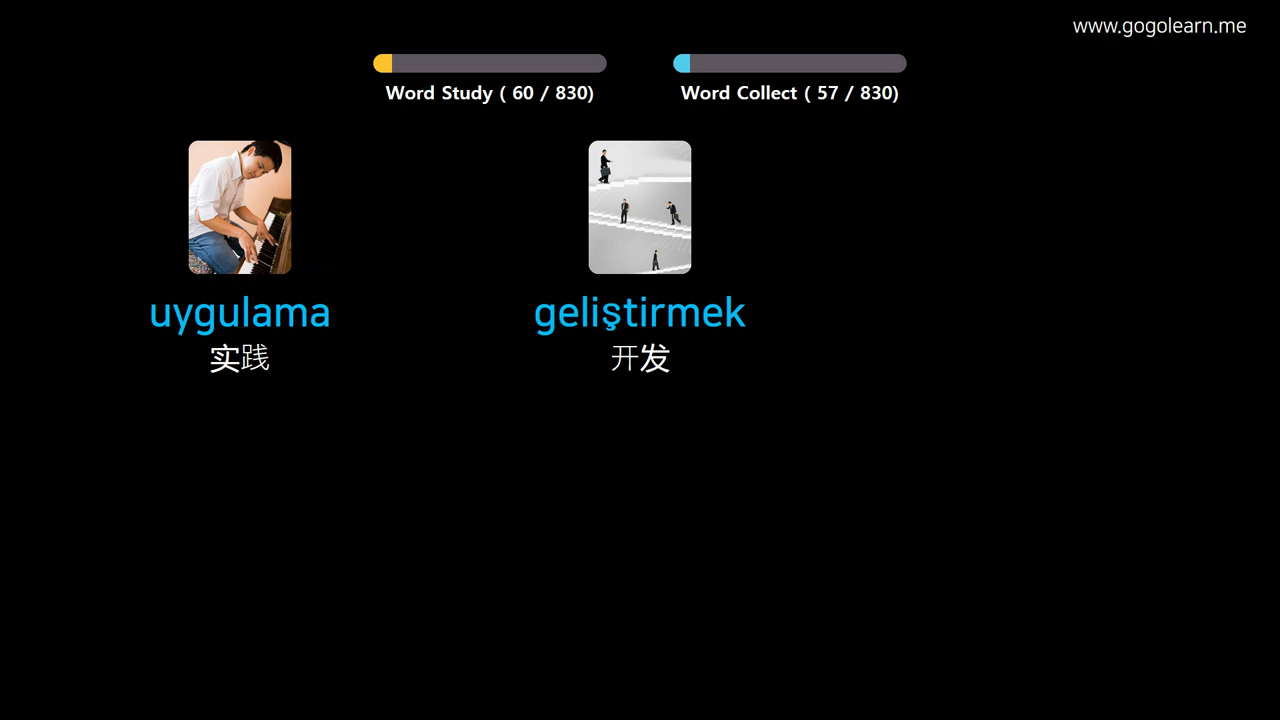 www.gogolearn.me
Word Study ( 60 / 830)
Word Collect ( 57 / 830)
uygulama
实践
geliştirmek
开发